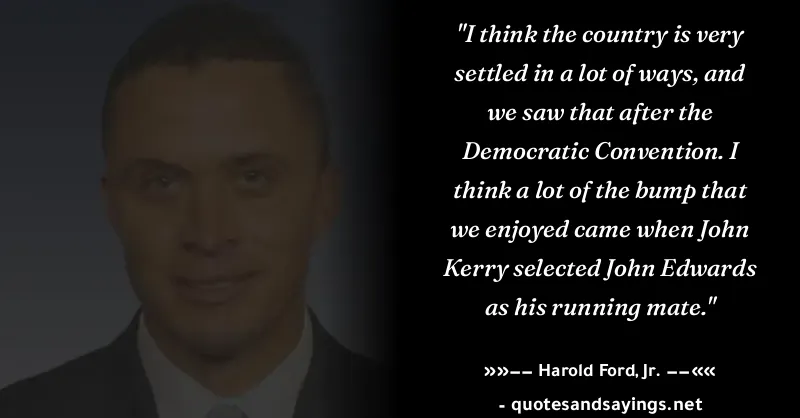 "I think the country is very
settled in a lot of ways, and
we saw that after the
Democratic Convention. I
think a lot of the bump that
we enjoyed came when John
Kerry selected John Edwards
as his running mate."
»»−− Harold Ford, Jr. −−««
- quotesandsayings.net